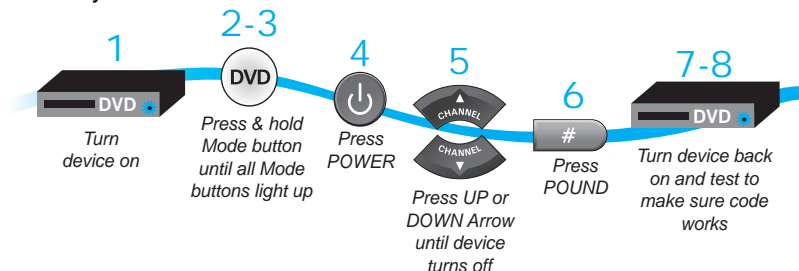 1
DVD
Turn
device on
2-3
DVD
Press & hold
Mode button
until all Mode
buttons light up
4
Press
POWER
5
CHANNEL
CHANNEL
Press UP or
DOWN Arrow
until device
turns off
6
#
Press
POUND
7-8
DVD
Turn device back
on and test to
make sure code
works